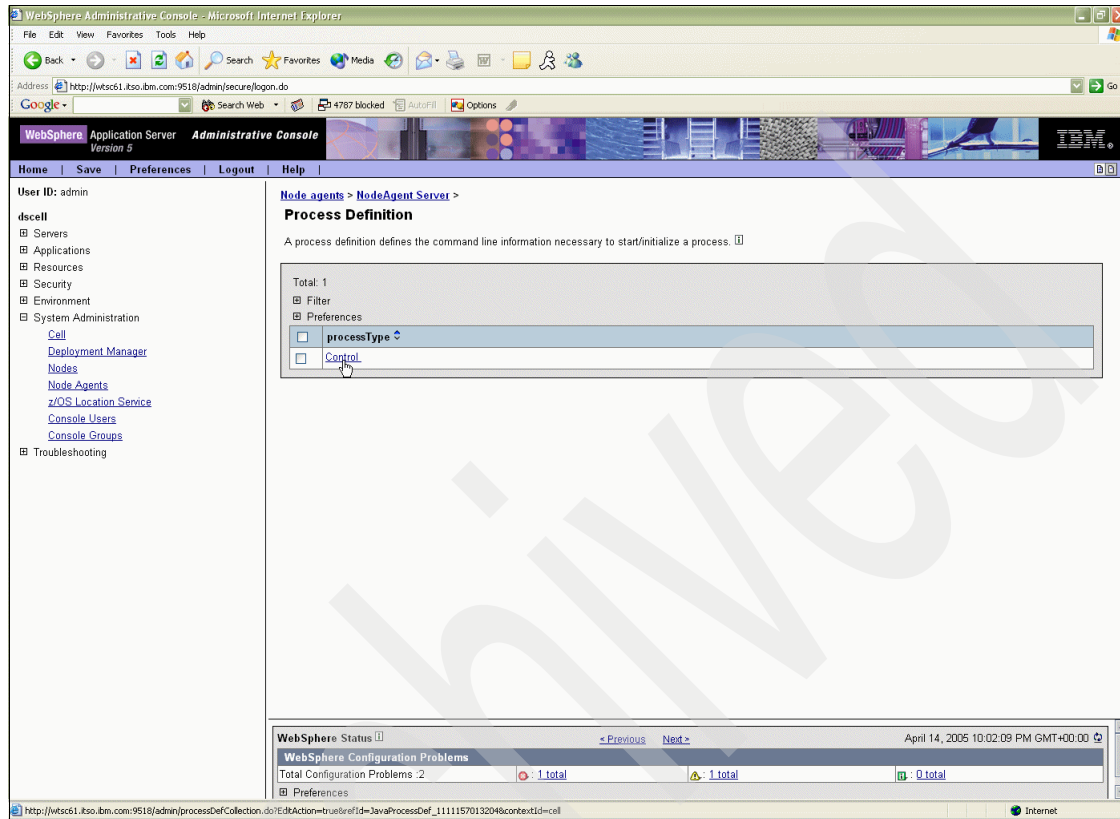 WebSphere Administrative Console - Microsoft Internet Explorer
File Edit View Favorites Tools Help
Back Search Favorites Media
Address http://wtsc61.itso.ibm.com:9518/admin/secure/logon.do Go
Google Search Web 4787 blocked AutoFill Options
WebSphere Application Server Administrative Console
Version 5
IBM
Home | Save | Preferences | Logout | Help |
User ID: admin
dscell
Servers
Applications
Resources
Security
Environment
System Administration
Cell
Deployment Manager
Nodes
Node Agents
z/OS Location Service
Console Users
Console Groups
Troubleshooting
Node agents > NodeAgent Server >
Process Definition
A process definition defines the command line information necessary to start/initialize a process.
Total: 1
Filter
Preferences
processType
Control
WebSphere Status < Previous Next > April 14, 2005 10:02:09 PM GMT+00:00
WebSphere Configuration Problems
Total Configuration Problems :2 : 1 total : 1 total : 0 total
Preferences
http://wtsc61.itso.ibm.com:9518/admin/processDefCollection.do?EditAction=true&refId=JavaProcessDef_1111157013204&contextId=cell Internet
hived